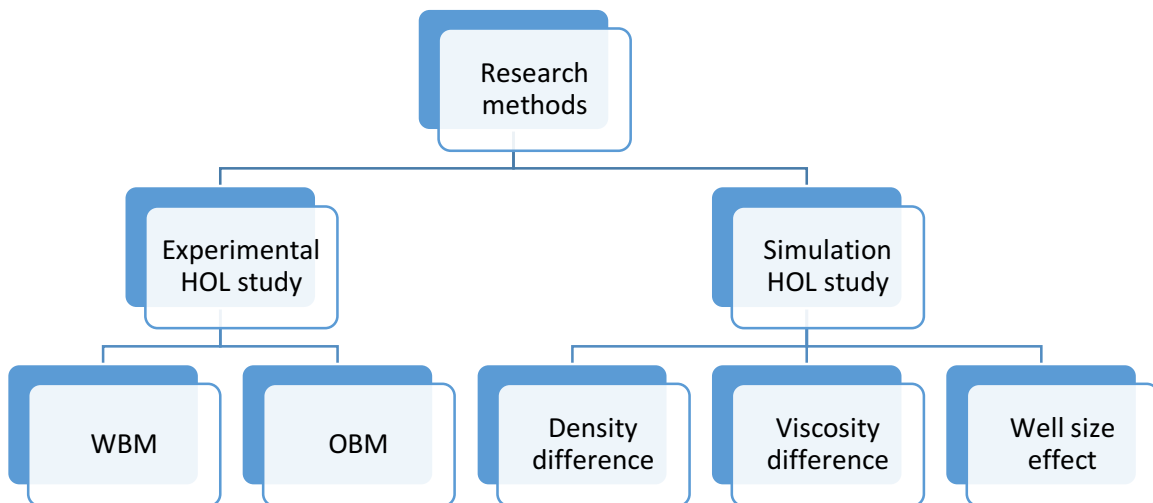 Research
methods
Experimental
HOL study
Simulation
HOL study
WBM
OBM
Density
difference
Viscosity
difference
Well size
effect